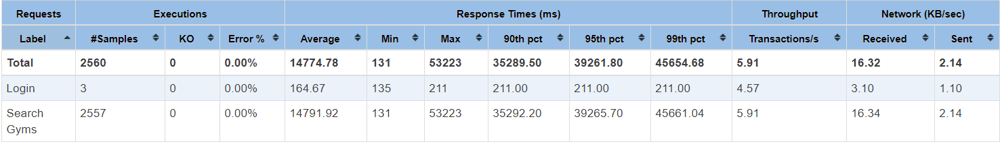 Requests Executions Response Times (ms) Throughput Network (KB/sec)
Label #Samples KO Error % Average Min Max 90th pct 95th pct 99th pct Transactions/s Received Sent
Total 2560 0 0.00% 14774.78 131 53223 35289.50 39261.80 45654.68 5.91 16.32 2.14
Login 3 0 0.00% 164.67 135 211 211.00 211.00 211.00 4.57 3.10 1.10
Search 2557 0 0.00% 14791.92 131 53223 35292.20 39265.70 45661.04 5.91 16.34 2.14
Gyms